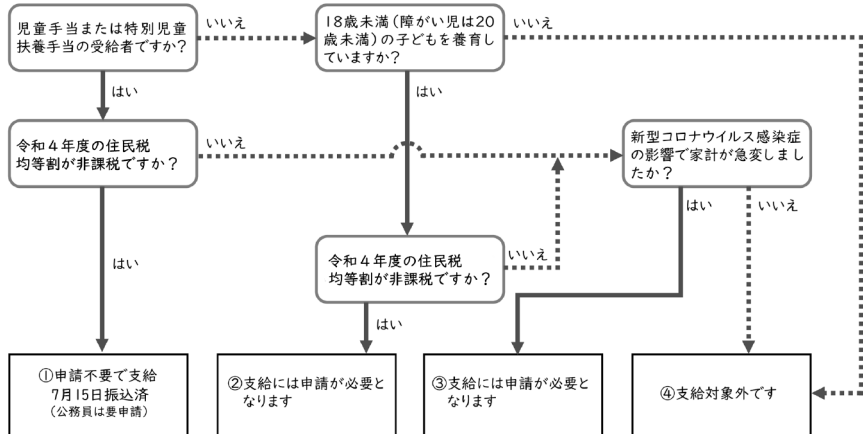 児童手当または特別児童
扶養手当の受給者ですか？
いいえ
18歳未満(障がい児は20
歳未満)の子どもを養育し
ていますか？
いいえ
はい
はい
令和４年度の住民税
均等割が非課税ですか？
いいえ
新型コロナウイルス感染症
の影響で家計が急変しまし
たか？
はい
いいえ
はい
令和４年度の住民税
均等割が非課税ですか？
いいえ
はい
①申請不要で支給
7月15日振込済
(公務員は要申請)
②支給には申請が必要と
なります
③支給には申請が必要と
なります
④支給対象外です